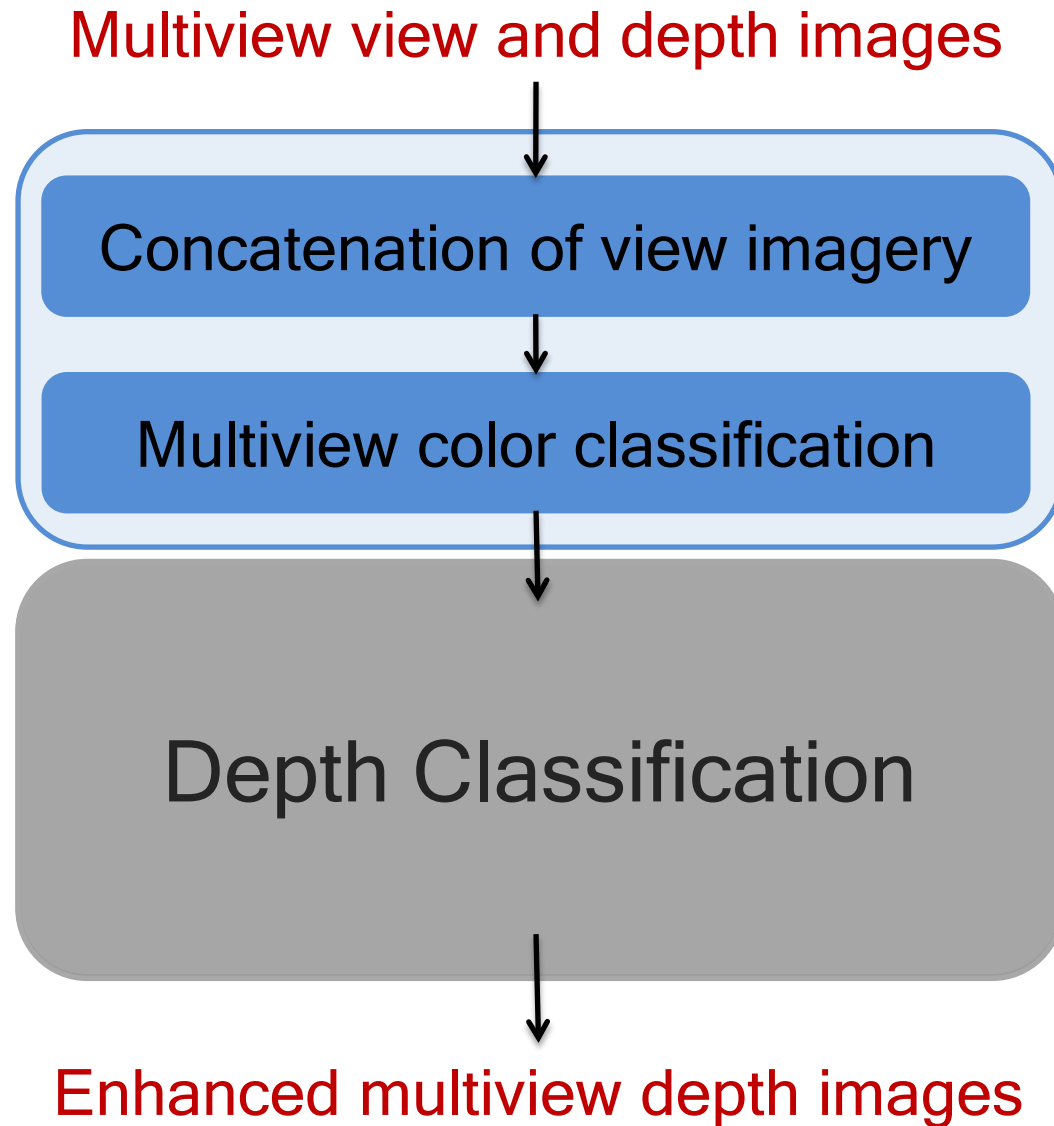 Multiview view and depth images
Concatenation of view imagery
Multiview color classification
Depth Classification
Enhanced multiview depth images